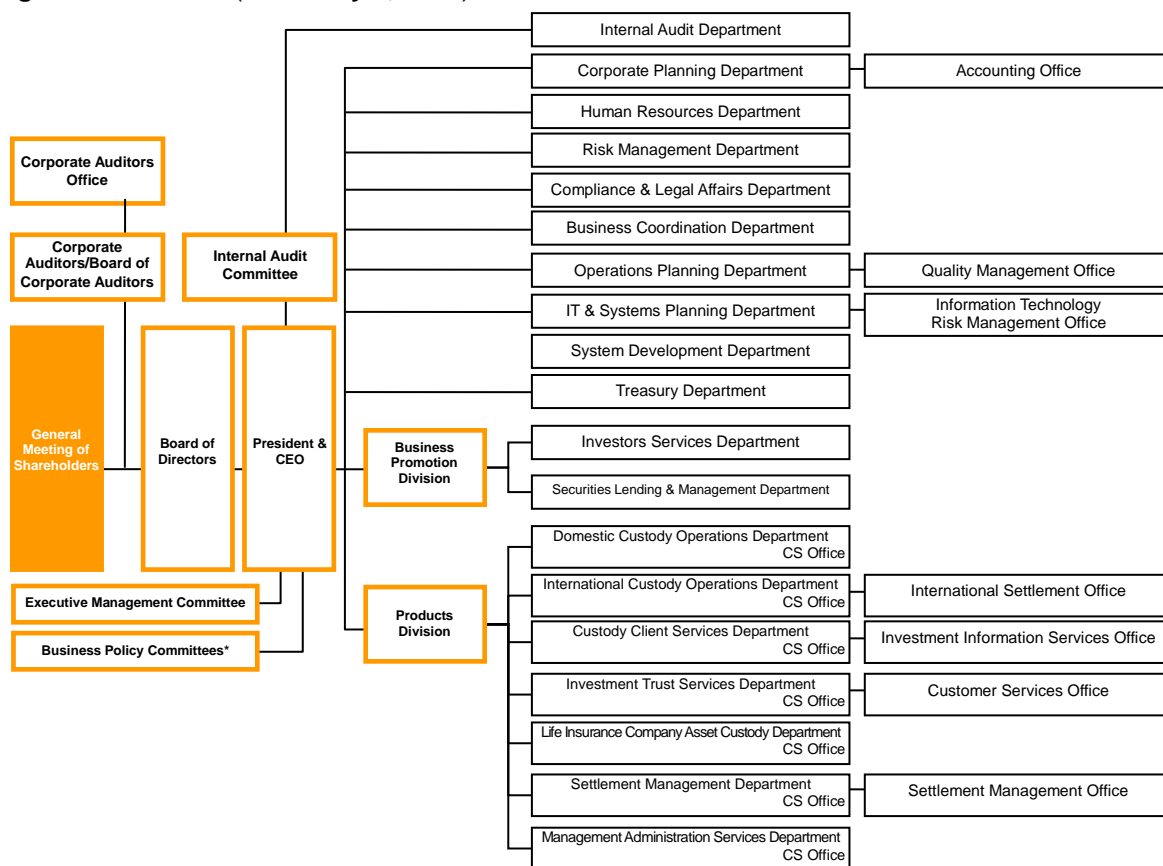 Internal Audit Department
Corporate Planning Department
Accounting Office
Human Resources Department
Risk Management Department
Compliance & Legal Affairs Department
Business Coordination Department
Operations Planning Department
Quality Management Office
IT & Systems Planning Department
Information Technology
Risk Management Office
System Development Department
Treasury Department
Corporate Auditors
Office
Corporate
Auditors/Board of
Corporate Auditors
Internal Audit
Committee
General
Meeting of
Shareholders
Board of
Directors
President &
CEO
Executive Management Committee
Business Policy Committees*
Business
Promotion
Division
Investors Services Department
Securities Lending & Management Department
Products
Division
Domestic Custody Operations Department
CS Office
International Custody Operations Department
CS Office
International Settlement Office
Custody Client Services Department
CS Office
Investment Information Services Office
Investment Trust Services Department
CS Office
Customer Services Office
Life Insurance Company Asset Custody Department
CS Office
Settlement Management Department
CS Office
Settlement Management Office
Management Administration Services Department
CS Office